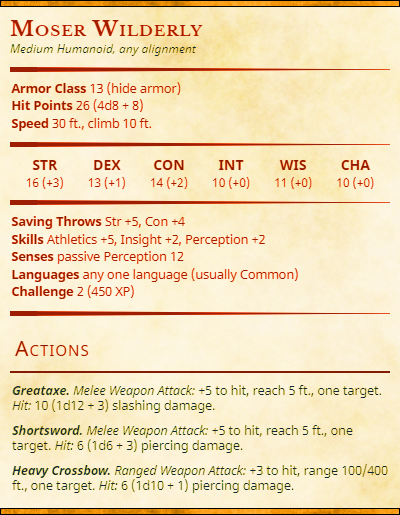 Moser Wilderly
Medium Humanoid, any alignment
Armor Class 13 (hide armor)
Hit Points 26 (4d8 + 8)
Speed 30 ft., climb 10 ft.
STR DEX CON INT WIS CHA
16 (+3) 13 (+1) 14 (+2) 10 (+0) 11 (+0) 10 (+0)
Saving Throws Str +5, Con +4
Skills Athletics +5, Insight +2, Perception +2
Senses passive Perception 12
Languages any one language (usually Common)
Challenge 2 (450 XP)
Actions
Greataxe. Melee Weapon Attack: +5 to hit, reach 5 ft., one target.
Hit: 10 (1d12 + 3) slashing damage.
Shortsword. Melee Weapon Attack: +5 to hit, reach 5 ft., one
target. Hit: 6 (1d6 + 3) piercing damage.
Heavy Crossbow. Ranged Weapon Attack: +3 to hit, range 100/400
ft., one target. Hit: 6 (1d10 + 1) piercing damage.